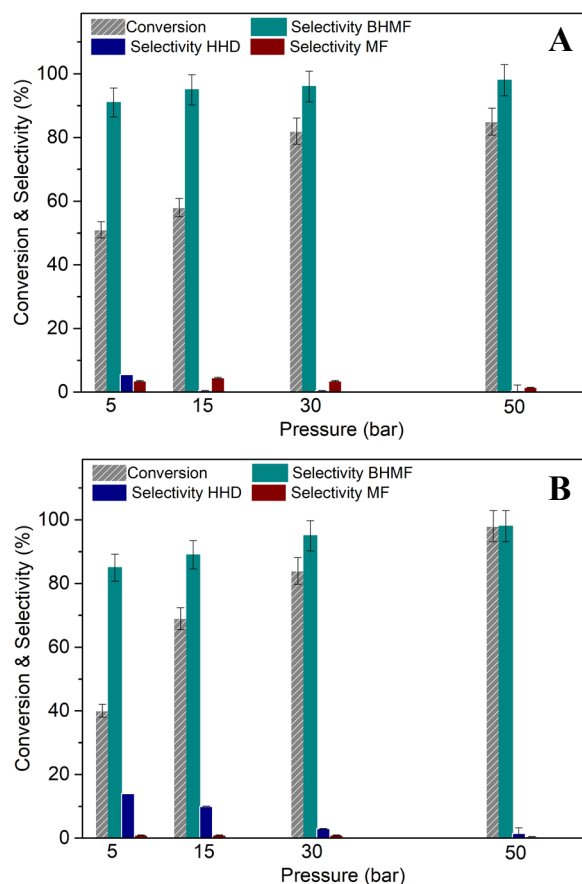 A
Conversion
Selectivity BHMF
Selectivity HHD
Selectivity MF
Conversion & Selectivity (%)
100
80
60
40
20
0
5
15
30
50
Pressure (bar)
B
Conversion
Selectivity BHMF
Selectivity HHD
Selectivity MF
Conversion & Selectivity (%)
100
80
60
40
20
0
5
15
30
50
Pressure (bar)